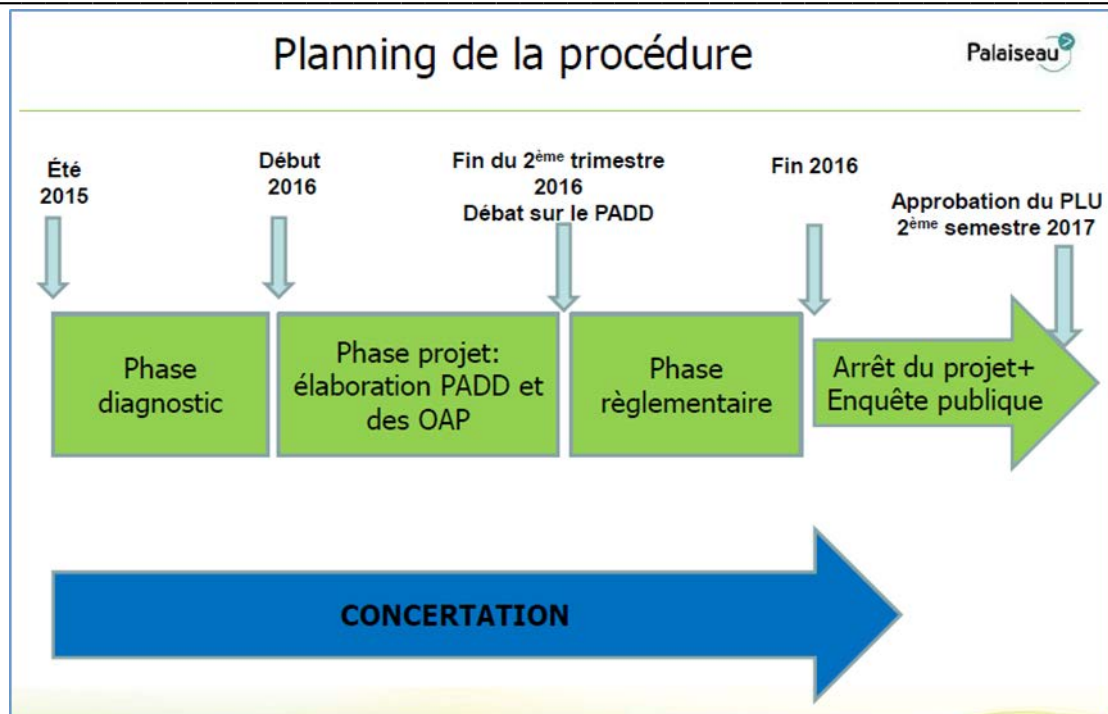 Planning de la procédure
Palaiseau
Été
2015
Début
2016
Fin du 2ème trimestre
2016
Débat sur le PADD
Fin 2016
Approbation du PLU
2ème semestre 2017
Phase
diagnostic
Phase projet:
élaboration PADD et
des OAP
Phase
règlementaire
Arrêt du projet+
Enquête publique
CONCERTATION